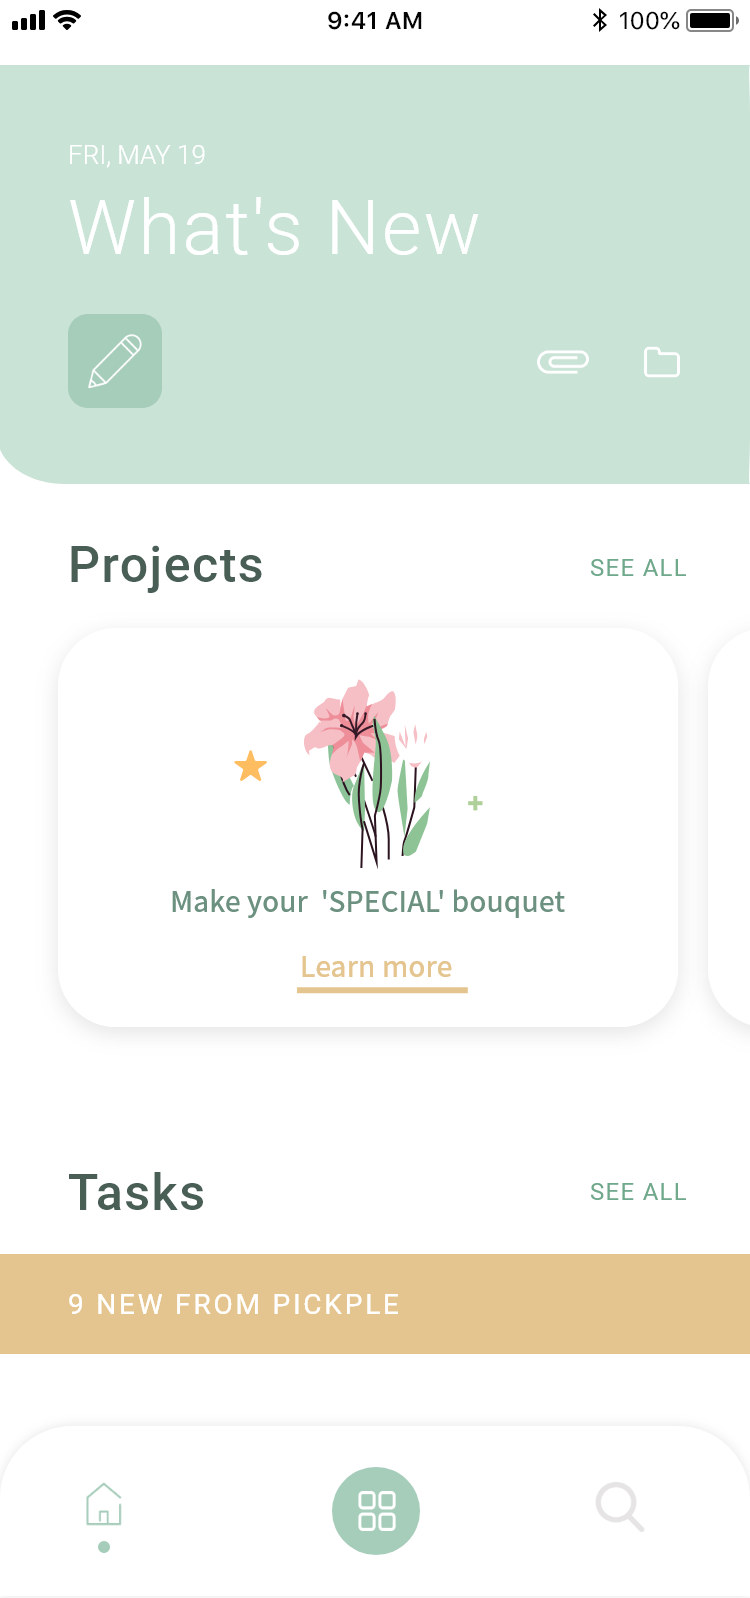 9:41 AM
100%
FRI, MAY 19
What's New
Projects
SEE ALL
Make your 'SPECIAL' bouquet
Learn more
Tasks
SEE ALL
9 NEW FROM PICKPLE